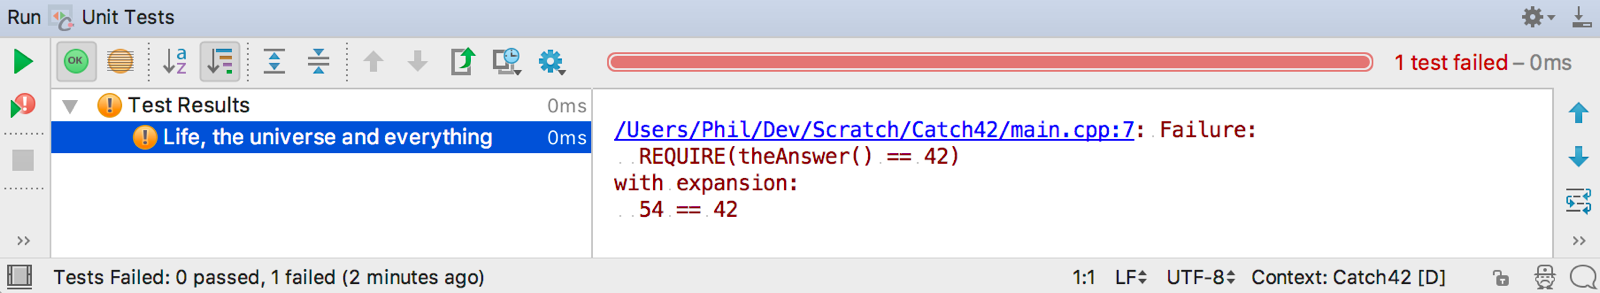 Run Unit Tests
OK
a
z
1 test failed – 0ms
Test Results 0ms
Life, the universe and everything 0ms
/Users/Phil/Dev/Scratch/Catch42/main.cpp:7: Failure:
REQUIRE(theAnswer() == 42)
with expansion:
54 == 42
Tests Failed: 0 passed, 1 failed (2 minutes ago) 1:1 LF UTF-8 Context: Catch42 [D]